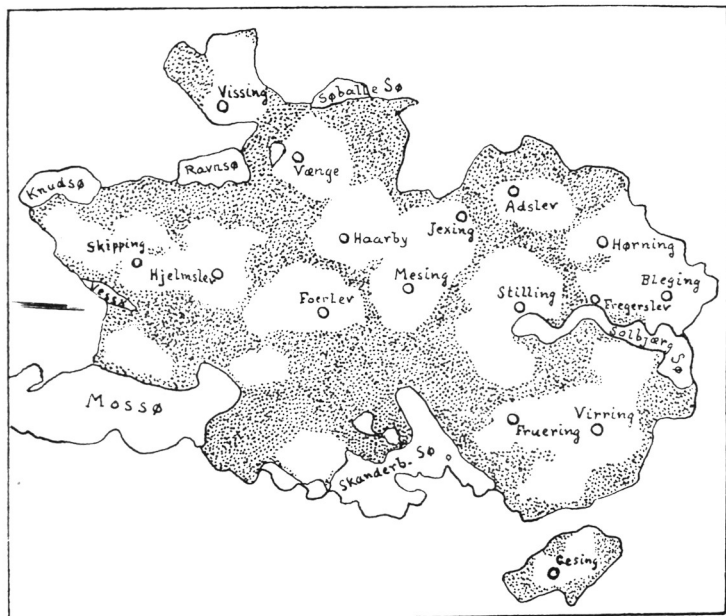 Vissing
Søballe Sø
Ravnsø
Vænge
Knudsø
Adslev
Jexing
Haarby
Hørning
Skipping
Hjelmslev
Mesing
Bleging
Stilling
Fregerslev
Foerlev
Solbjærg Sø
Mossø
Fruering
Virring
Skanderb. Sø
Gesing